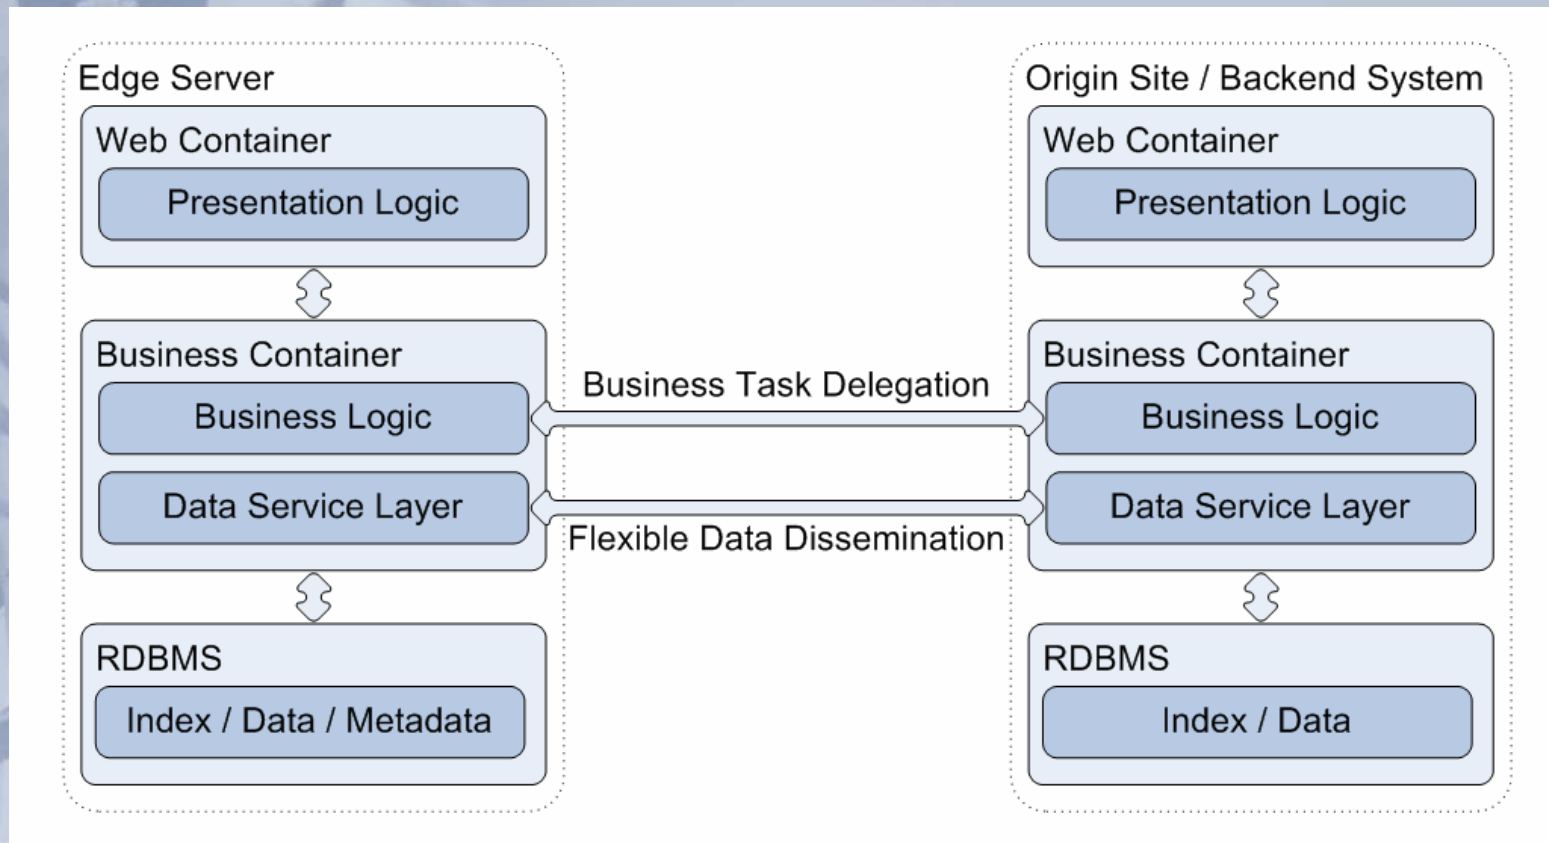 Edge Server
Web Container
Presentation Logic
Business Container
Business Logic
Data Service Layer
RDBMS
Index / Data / Metadata
Business Task Delegation
Flexible Data Dissemination
Origin Site / Backend System
Web Container
Presentation Logic
Business Container
Business Logic
Data Service Layer
RDBMS
Index / Data